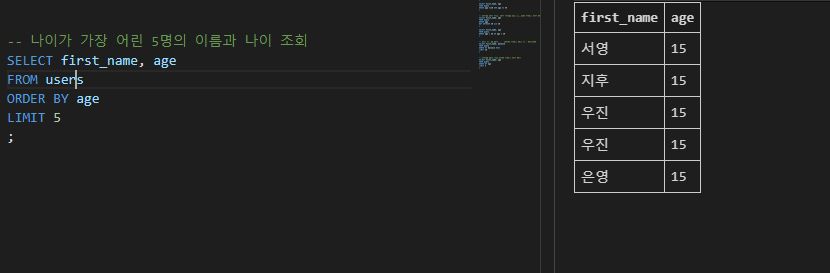 -- 나이가 가장 어린 5명의 이름과 나이 조회
SELECT first_name, age
FROM users
ORDER BY age
LIMIT 5
;
first_name age
서영 15
지후 15
우진 15
우진 15
은영 15